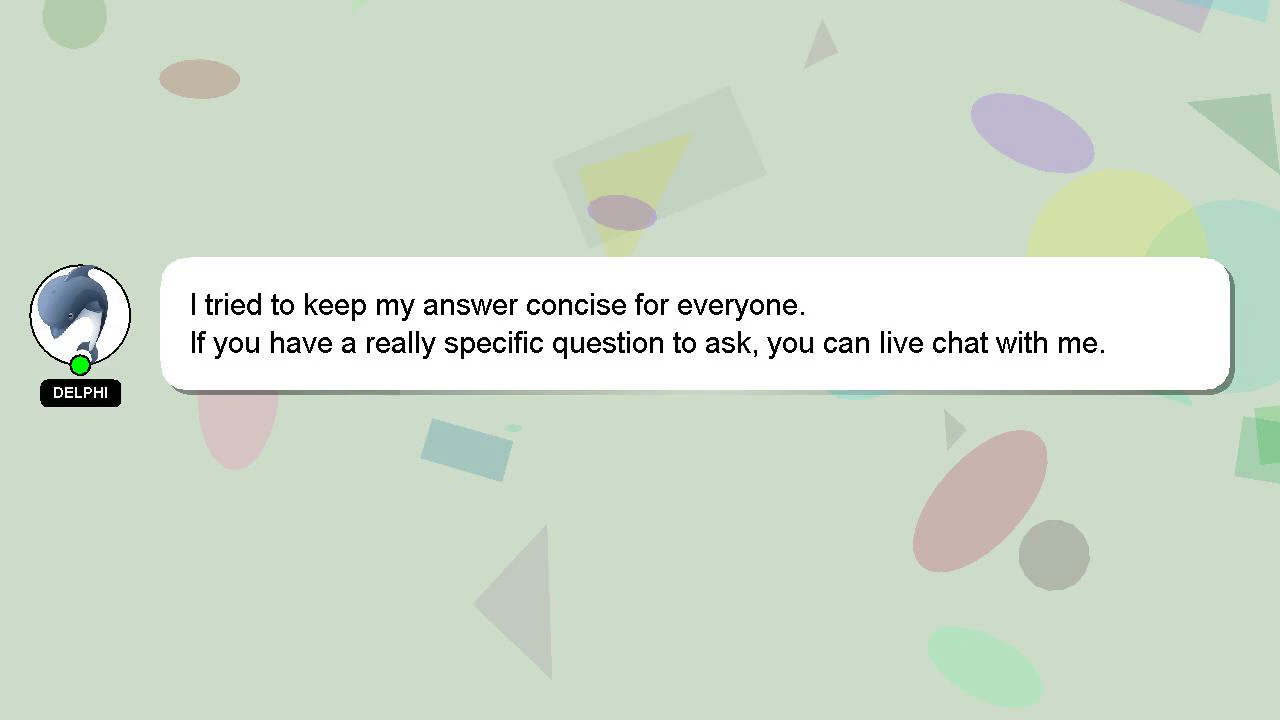 I tried to keep my answer concise for everyone.
If you have a really specific question to ask, you can live chat with me.
DELPHI